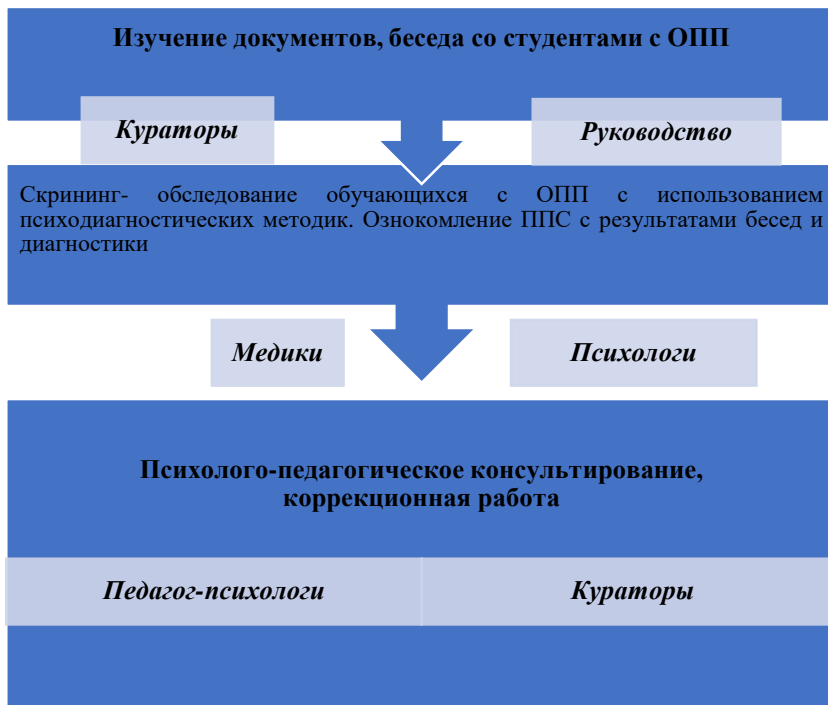 Изучение документов, беседа со студентами с ОПП
Кураторы
Руководство
Скрининг- обследование обучающихся с ОПП с использованием
психодиагностических методик. Ознокомление ППС с результатами бесед и
диагностики
Медики
Психологи
Психолого-педагогическое консультирование,
коррекционная работа
Педагог-психологи
Кураторы